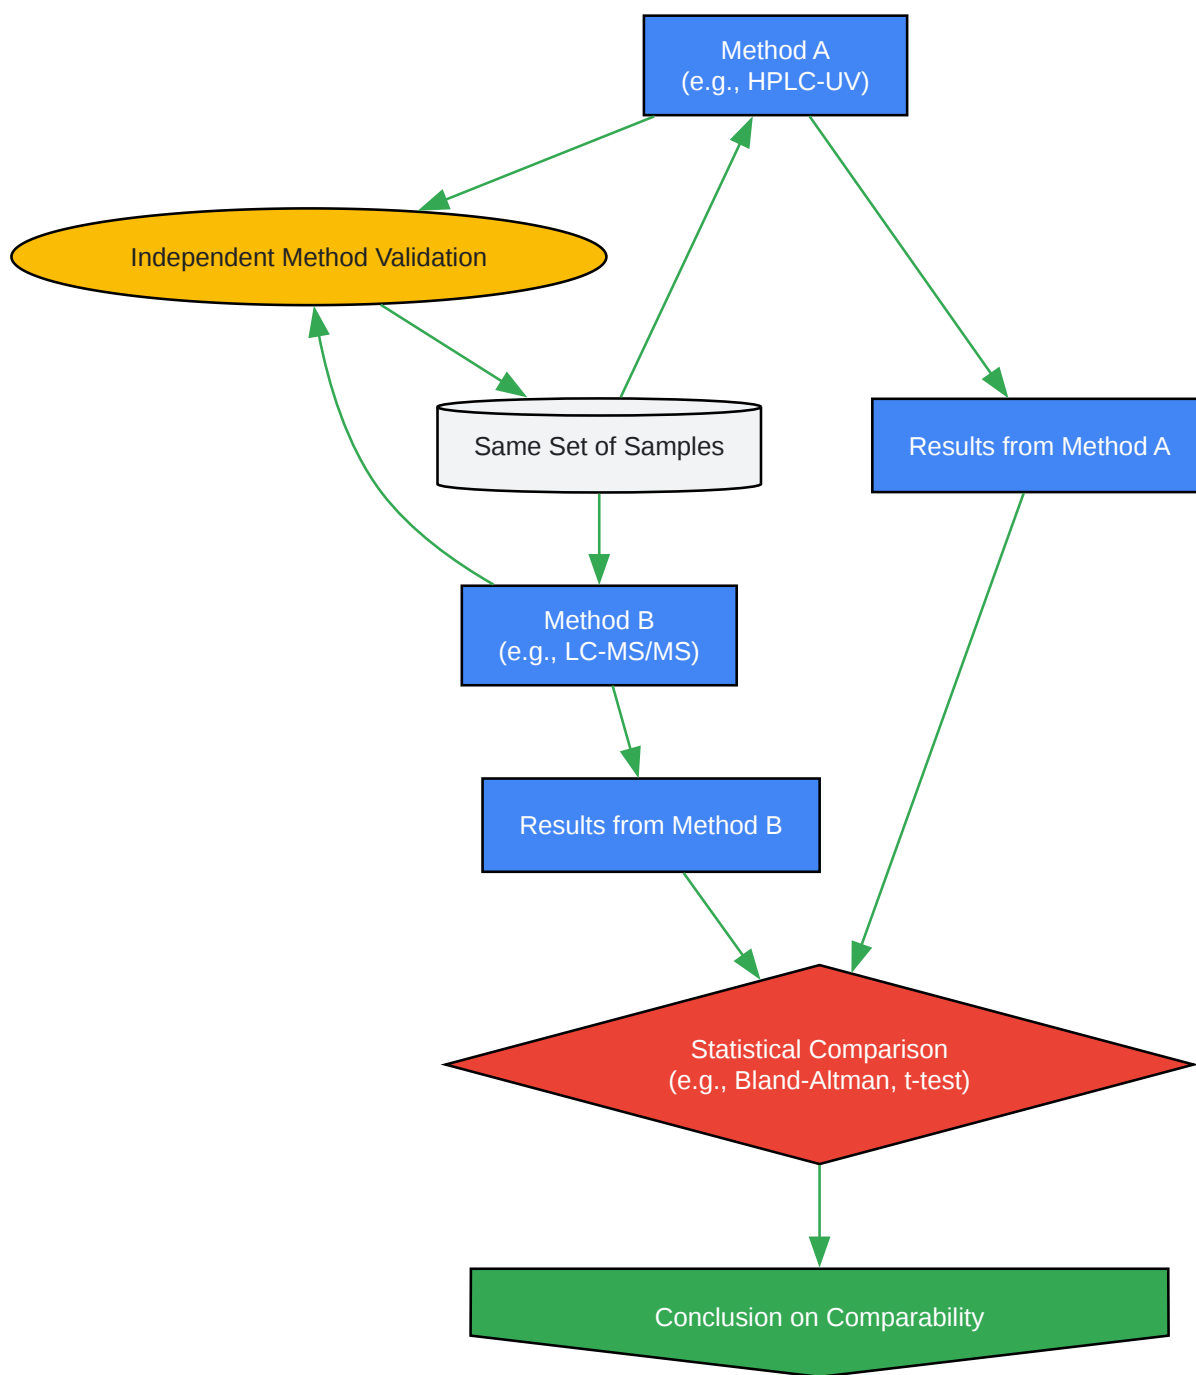 Method A
(e.g., HPLC-UV)
Independent Method Validation
Same Set of Samples
Results from Method A
Method B
(e.g., LC-MS/MS)
Results from Method B
Statistical Comparison
(e.g., Bland-Altman, t-test)
Conclusion on Comparability